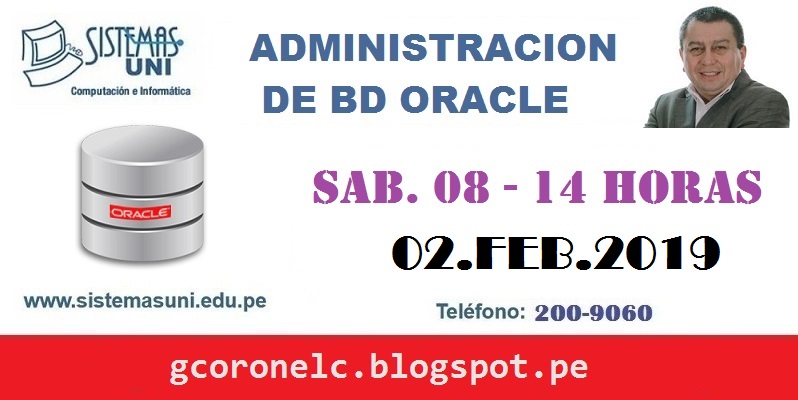 SISTEMAS
UNI
Computación e Informática
ADMINISTRACION
DE BD ORACLE
ORACLE
SAB. 08 - 14 HORAS
02.FEB.2019
www.sistemasuni.edu.pe
Teléfono: 200-9060
gcoronelc.blogspot.pe